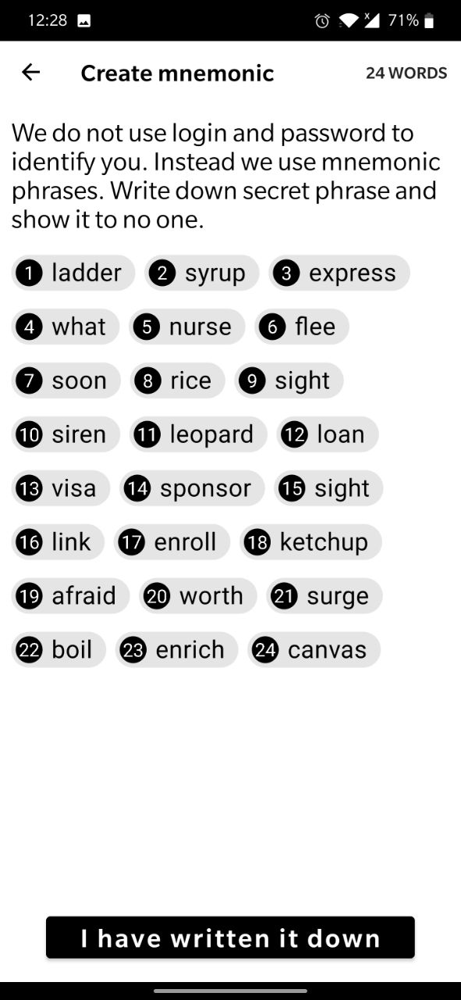 12:28 71%
Create mnemonic 24 WORDS
We do not use login and password to
identify you. Instead we use mnemonic
phrases. Write down secret phrase and
show it to no one.
1 ladder 2 syrup 3 express
4 what 5 nurse 6 flee
7 soon 8 rice 9 sight
10 siren 11 leopard 12 loan
13 visa 14 sponsor 15 sight
16 link 17 enroll 18 ketchup
19 afraid 20 worth 21 surge
22 boil 23 enrich 24 canvas
I have written it down